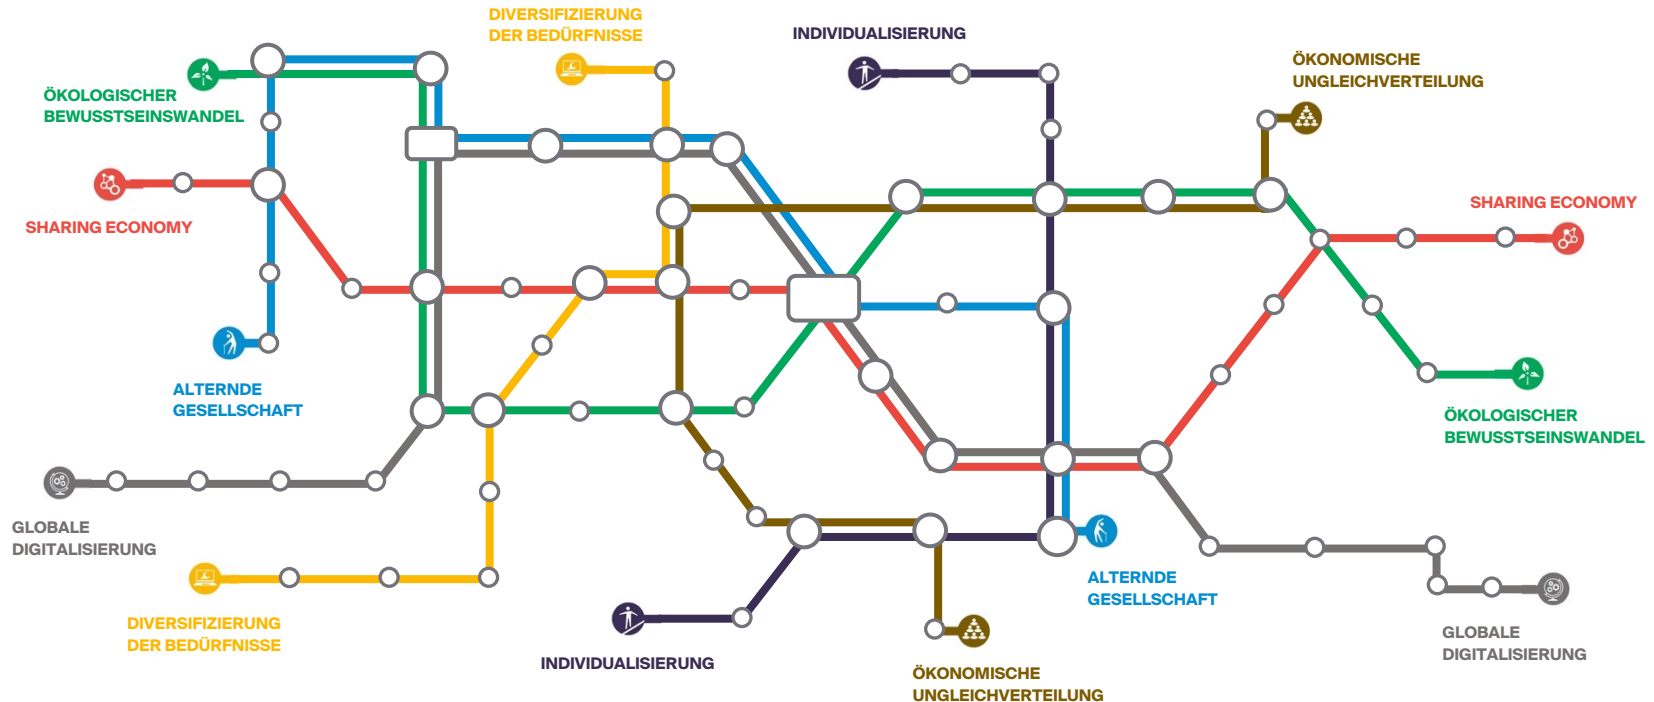 DIVERSIFIZIERUNG
DER BEDÜRFNISSE
INDIVIDUALISIERUNG
ÖKONOMISCHE
UNGLEICHVERTEILUNG
ÖKOLOGISCHER
BEWUSSTSEINSWANDEL
SHARING ECONOMY
SHARING ECONOMY
ALTERNDE
GESELLSCHAFT
ÖKOLOGISCHER
BEWUSSTSEINSWANDEL
GLOBALE
DIGITALISIERUNG
ALTERNDE
GESELLSCHAFT
DIVERSIFIZIERUNG
DER BEDÜRFNISSE
GLOBALE
DIGITALISIERUNG
INDIVIDUALISIERUNG
ÖKONOMISCHE
UNGLEICHVERTEILUNG